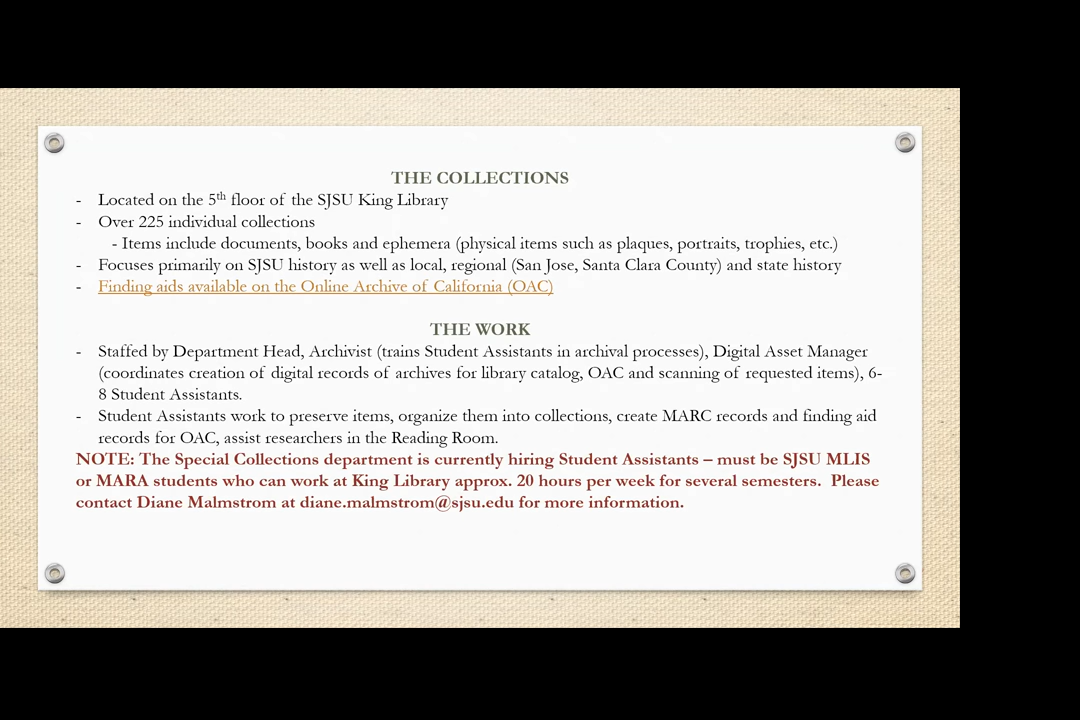 THE COLLECTIONS
- Located on the 5th floor of the SJSU King Library
- Over 225 individual collections
- Items include documents, books and ephemera (physical items such as plaques, portraits, trophies, etc.)
- Focuses primarily on SJSU history as well as local, regional (San Jose, Santa Clara County) and state history
- Finding aids available on the Online Archive of California (OAC)
THE WORK
- Staffed by Department Head, Archivist (trains Student Assistants in archival processes), Digital Asset Manager
(coordinates creation of digital records of archives for library catalog, OAC and scanning of requested items), 6-
8 Student Assistants.
- Student Assistants work to preserve items, organize them into collections, create MARC records and finding aid
records for OAC, assist researchers in the Reading Room.
NOTE: The Special Collections department is currently hiring Student Assistants – must be SJSU MLIS
or MARA students who can work at King Library approx. 20 hours per week for several semesters.  Please
contact Diane Malmstrom at diane.malmstrom@sjsu.edu for more information.